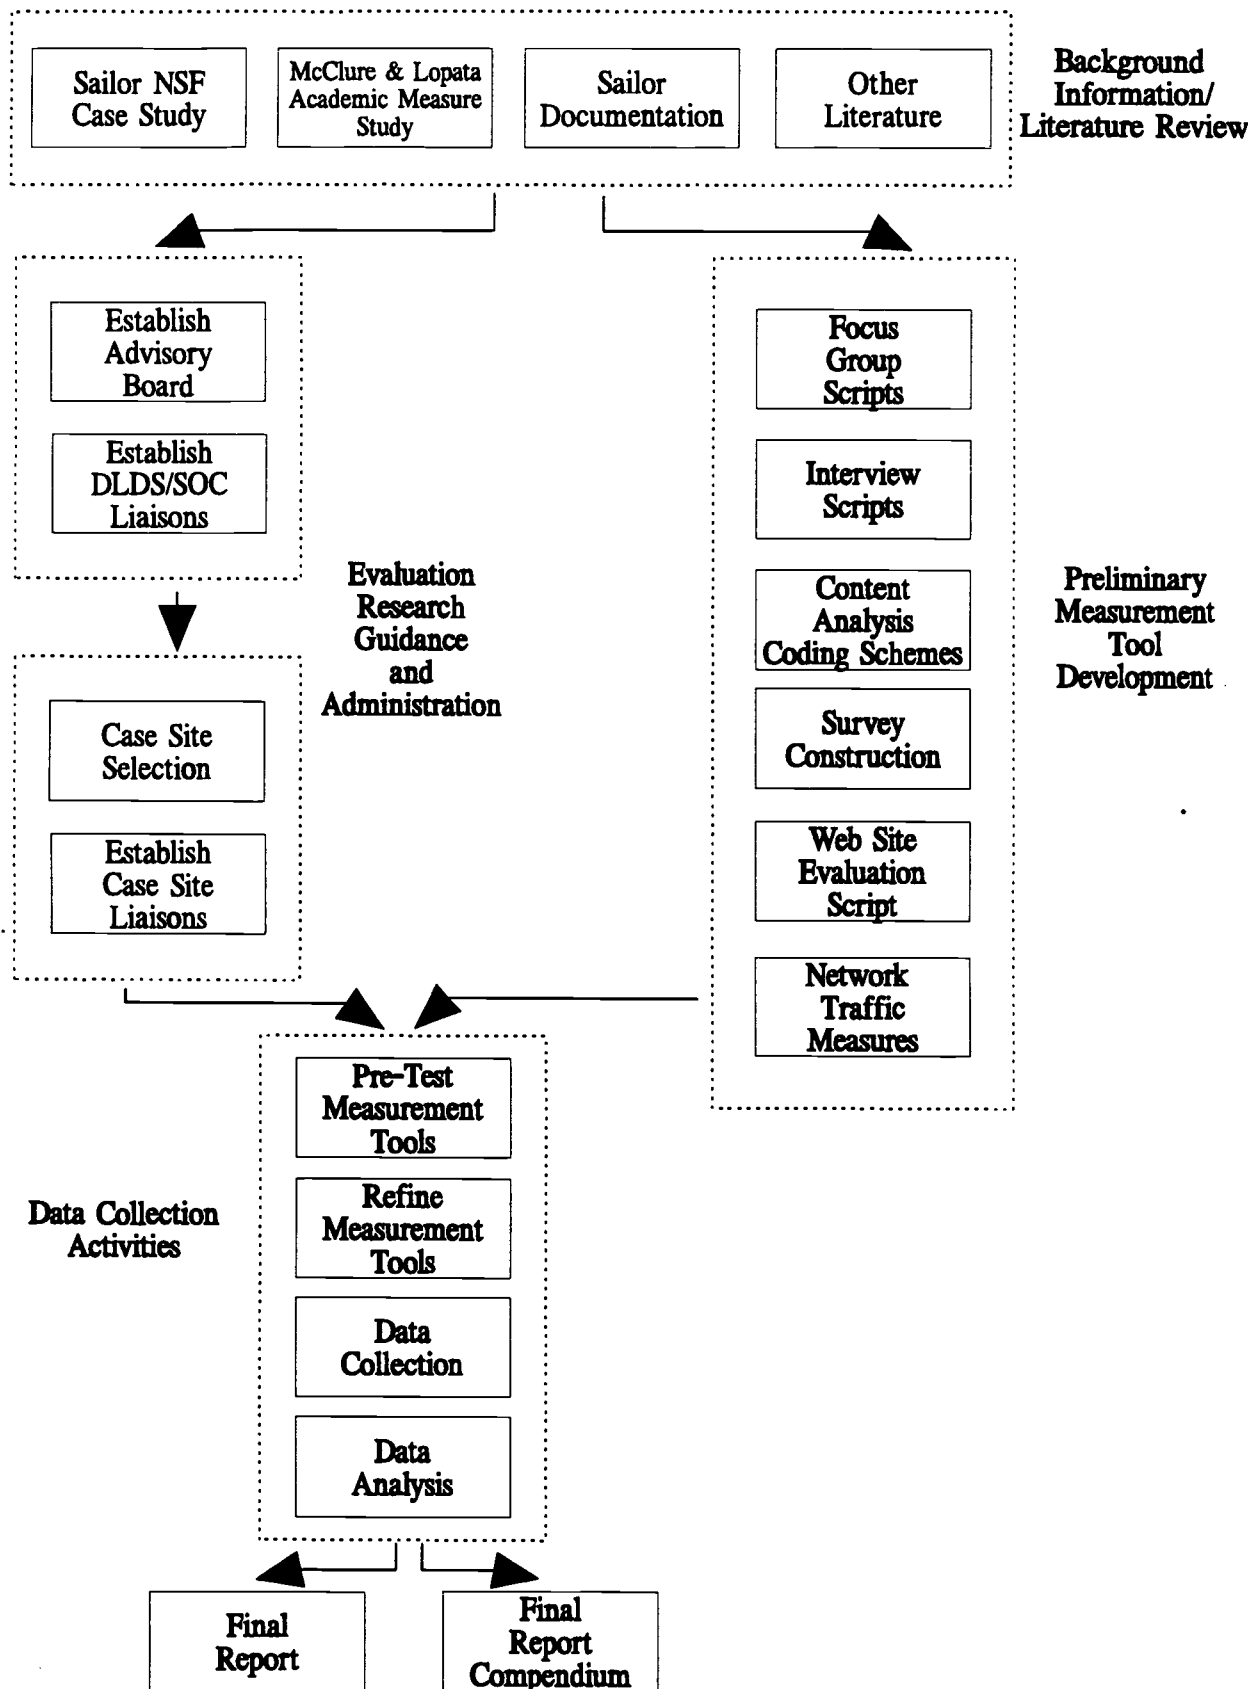 Sailor NSF
Case Study
McClure & Lopata
Academic Measure
Study
Sailor
Documentation
Other
Literature
Background
Information/
Literature Review
Establish
Advisory
Board
Establish
DLDS/SOC
Liaisons
Evaluation
Research
Guidance
and
Administration
Case Site
Selection
Establish
Case Site
Liaisons
Focus
Group
Scripts
Interview
Scripts
Content
Analysis
Coding Schemes
Survey
Construction
Web Site
Evaluation
Script
Network
Traffic
Measures
Preliminary
Measurement
Tool
Development
Pre-Test
Measurement
Tools
Refine
Measurement
Tools
Data
Collection
Data
Analysis
Data Collection
Activities
Final
Report
Final
Report
Compendium